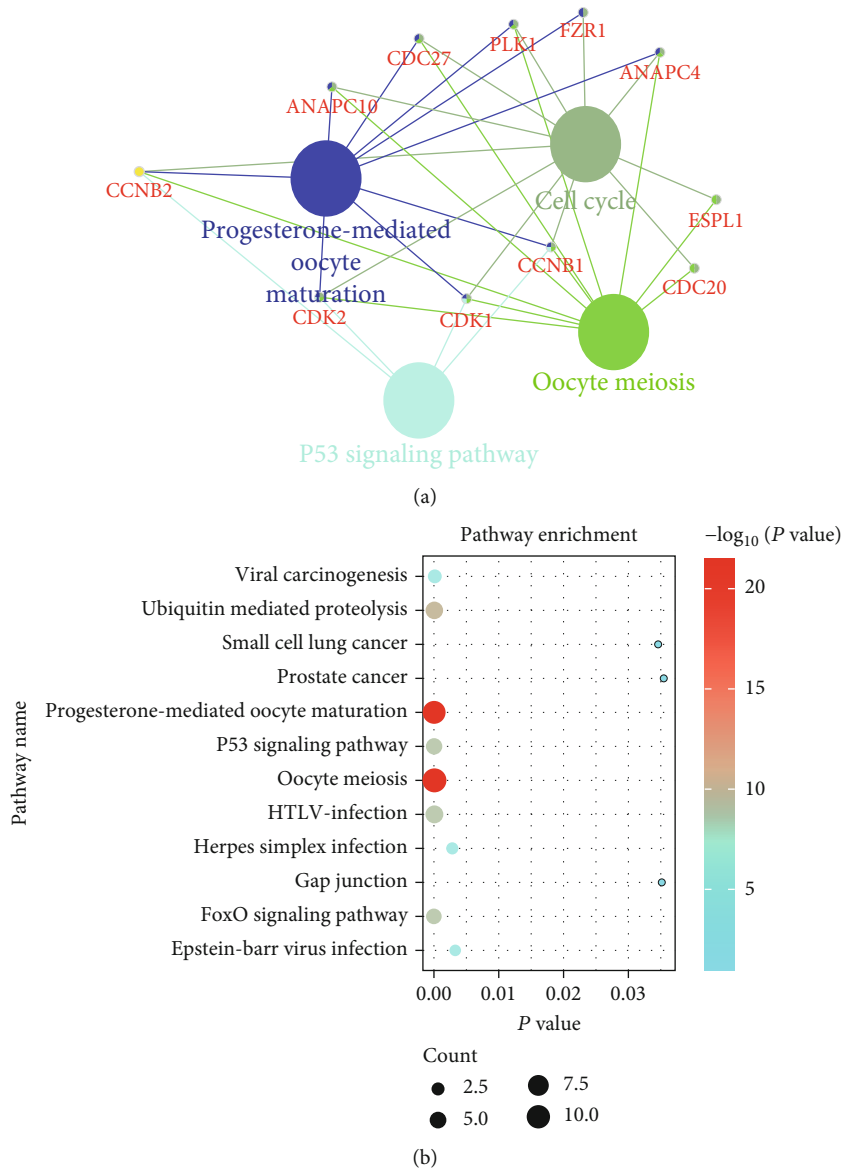 FZR1
PLK1
CDC27
ANAPC4
ANAPC10
CCNB2
Cell cycle
ESPL1
Progesterone-mediated
oocyte
maturation
CCNB1
CDC20
CDK2
CDK1
Oocyte meiosis
P53 signaling pathway
(a)
Pathway enrichment
−log10 (P value)
Viral carcinogenesis
Ubiquitin mediated proteolysis
Small cell lung cancer
Prostate cancer
Progesterone-mediated oocyte maturation
P53 signaling pathway
Oocyte meiosis
HTLV-infection
Herpes simplex infection
Gap junction
FoxO signaling pathway
Epstein-barr virus infection
Pathway name
20
15
10
5
0.00 0.01 0.02 0.03
P value
Count
2.5 7.5
5.0 10.0
(b)